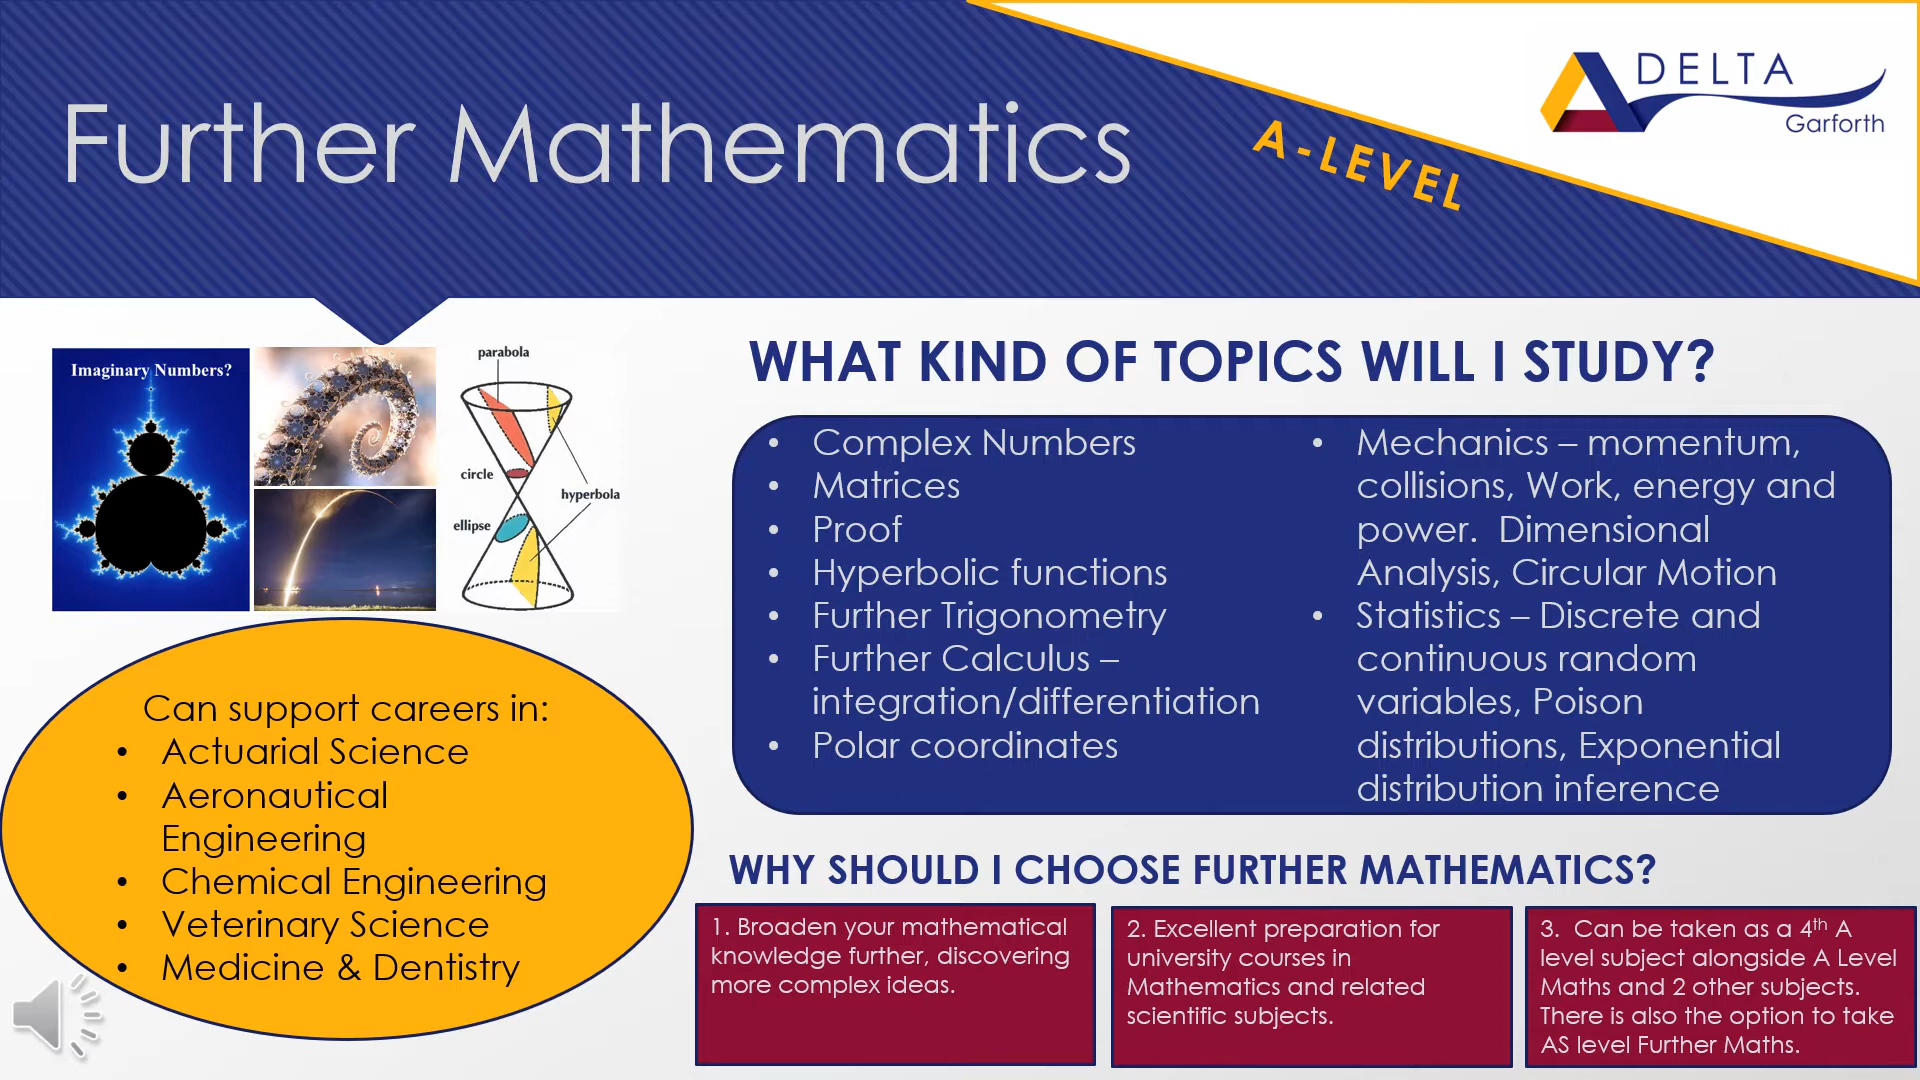 Further Mathematics
A-LEVEL
DELTA
Garforth
Imaginary Numbers?
parabola
circle
hyperbola
ellipse
Can support careers in:
• Actuarial Science
• Aeronautical
Engineering
• Chemical Engineering
• Veterinary Science
• Medicine & Dentistry
WHAT KIND OF TOPICS WILL I STUDY?
• Complex Numbers
• Matrices
• Proof
• Hyperbolic functions
• Further Trigonometry
• Further Calculus –
integration/differentiation
• Polar coordinates
• Mechanics – momentum,
collisions, Work, energy and
power.  Dimensional
Analysis, Circular Motion
• Statistics – Discrete and
continuous random
variables, Poison
distributions, Exponential
distribution inference
WHY SHOULD I CHOOSE FURTHER MATHEMATICS?
1. Broaden your mathematical
knowledge further, discovering
more complex ideas.
2. Excellent preparation for
university courses in
Mathematics and related
scientific subjects.
3.  Can be taken as a 4th A
level subject alongside A Level
Maths and 2 other subjects.
There is also the option to take
AS level Further Maths.